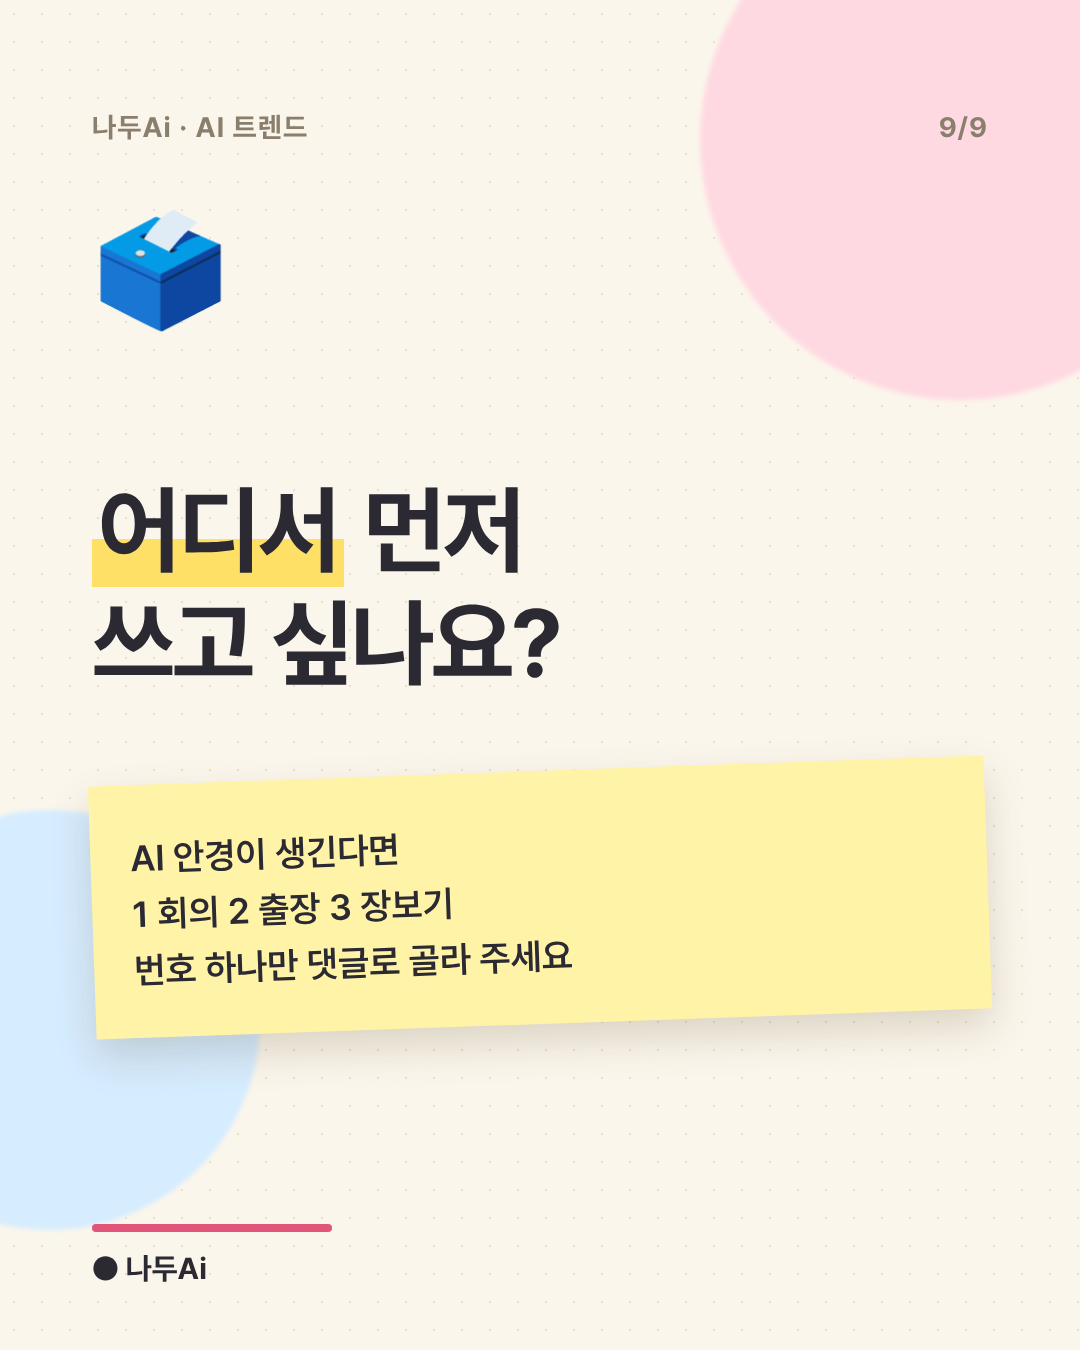 나두Ai · AI 트렌드
9/9
어디서 먼저
쓰고 싶나요?
AI 안경이 생긴다면
1 회의 2 출장 3 장보기
번호 하나만 댓글로 골라 주세요
나두Ai